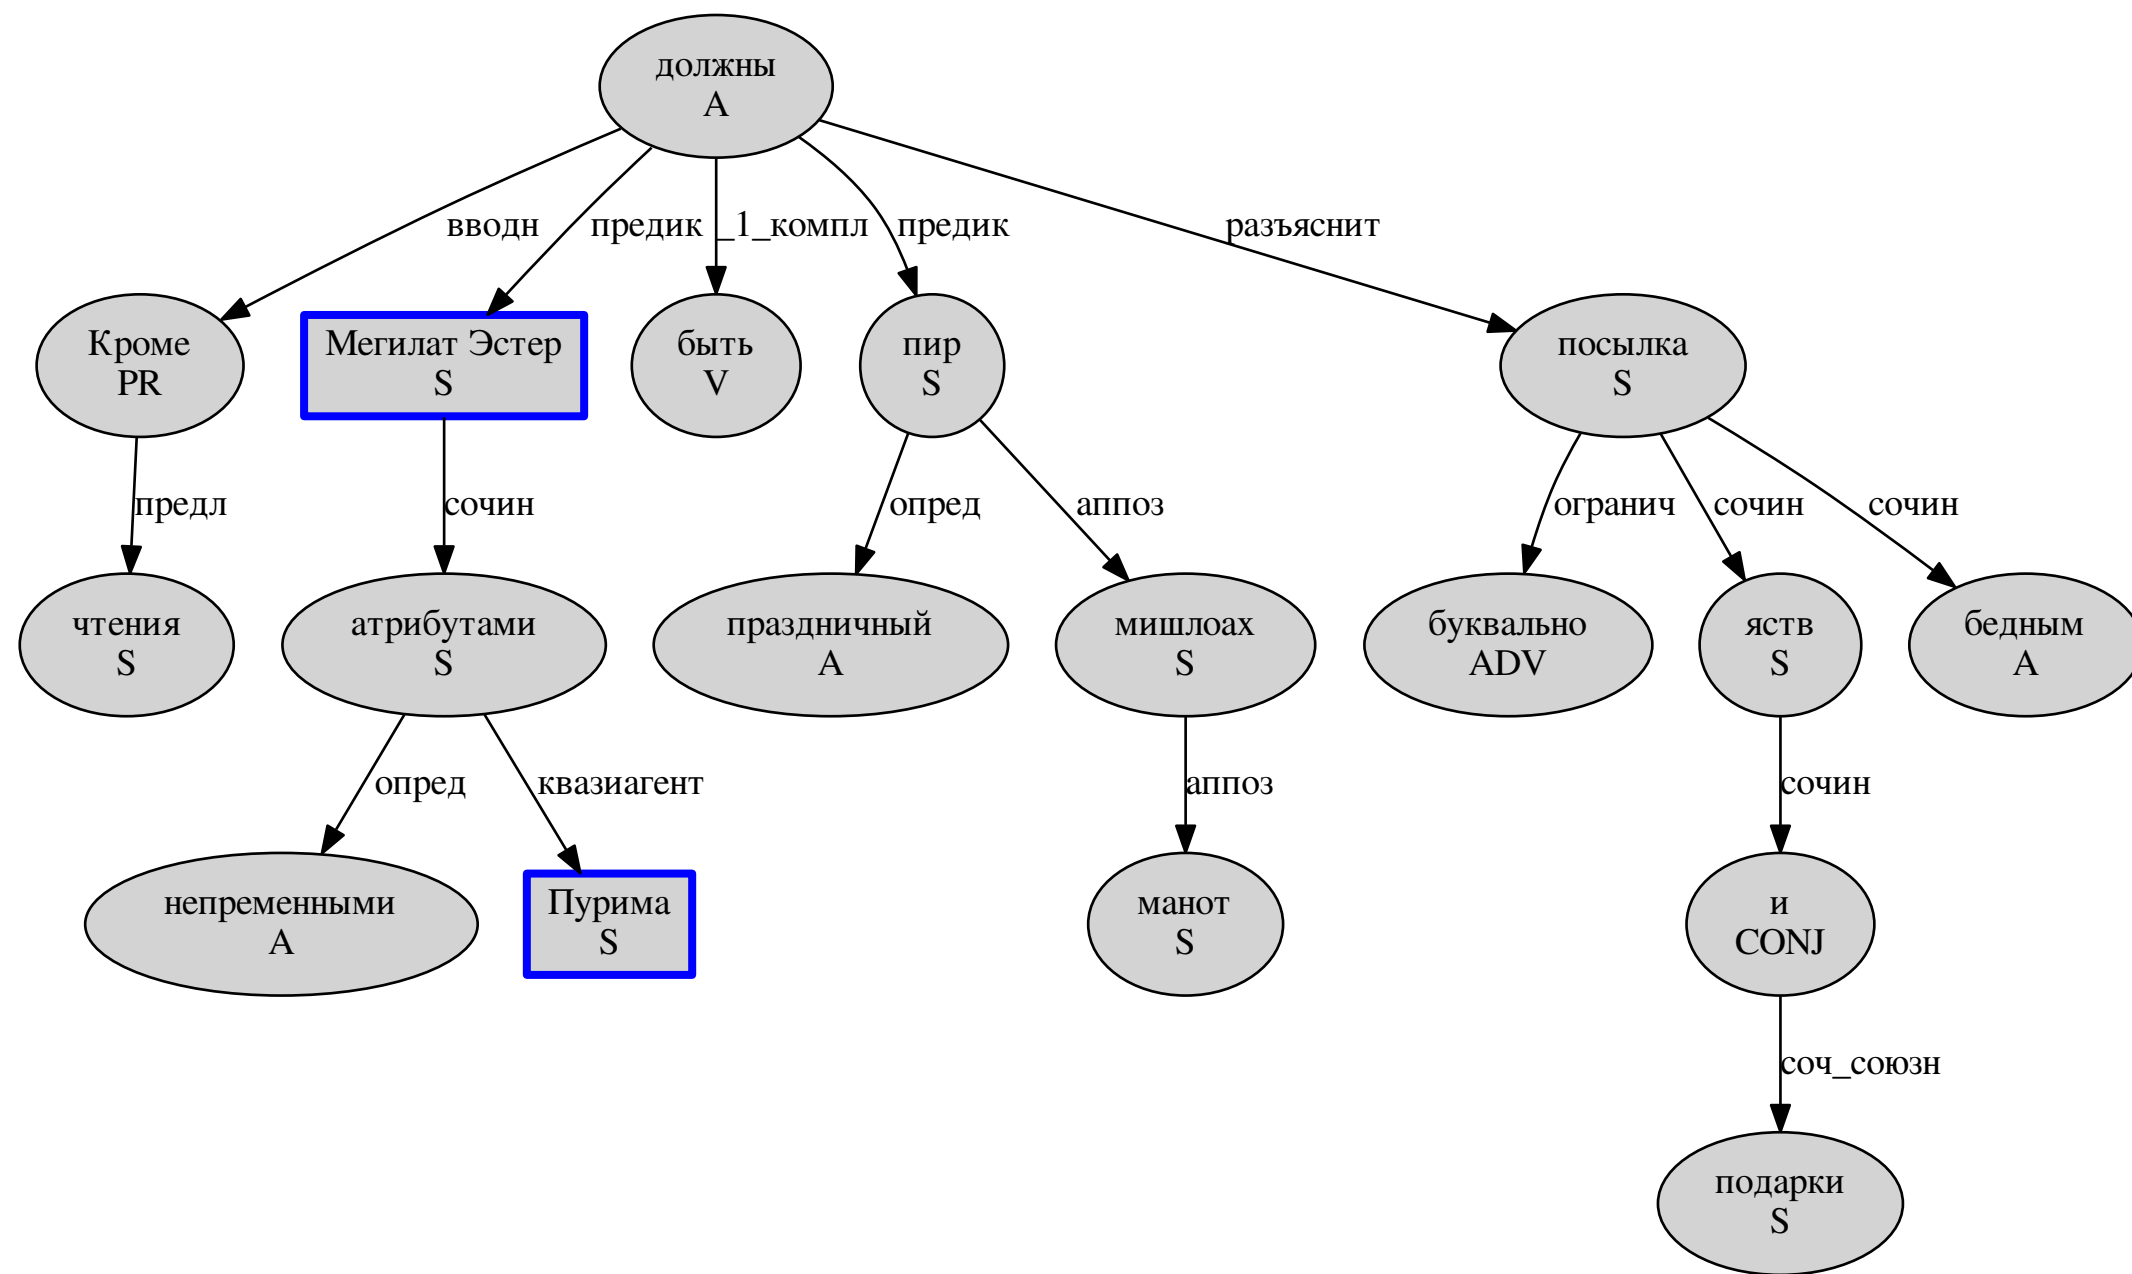 должны
A
вводн
предик
_1_компл
предик
разъяснит
Кроме
PR
Мегилат Эстер
S
быть
V
пир
S
посылка
S
предл
сочин
опред
аппоз
огранич
сочин
сочин
чтения
S
атрибутами
S
праздничный
A
мишлоах
S
буквально
ADV
яств
S
бедным
A
опред
квазиагент
аппоз
сочин
непременными
A
Пурима
S
манот
S
и
CONJ
соч_союзн
подарки
S